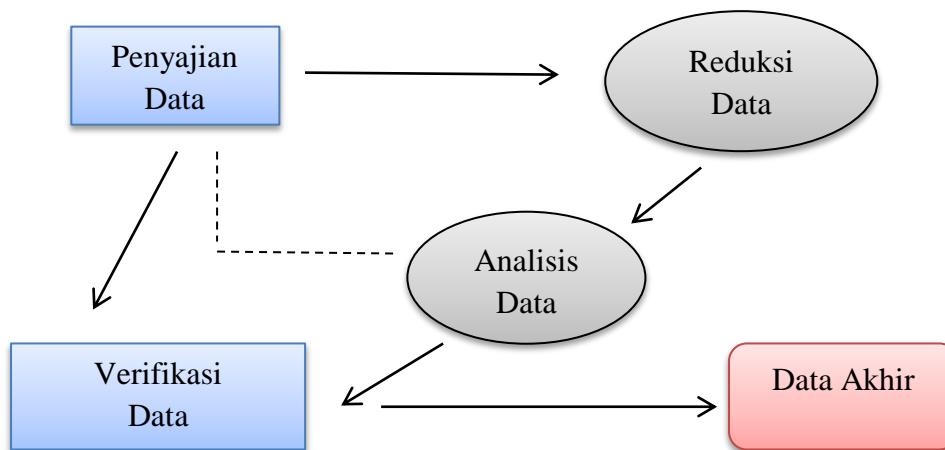 Penyajian
Data
Reduksi
Data
Analisis
Data
Verifikasi
Data
Data Akhir